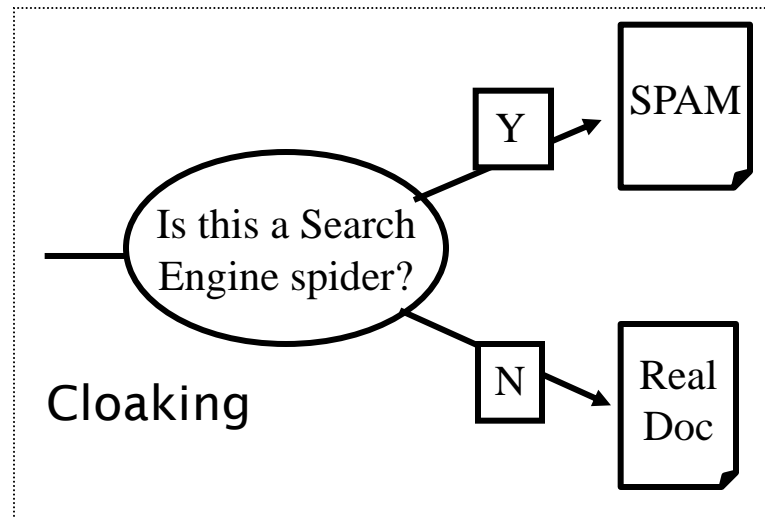 Is this a Search
Engine spider?
Y
SPAM
N
Real
Doc
Cloaking